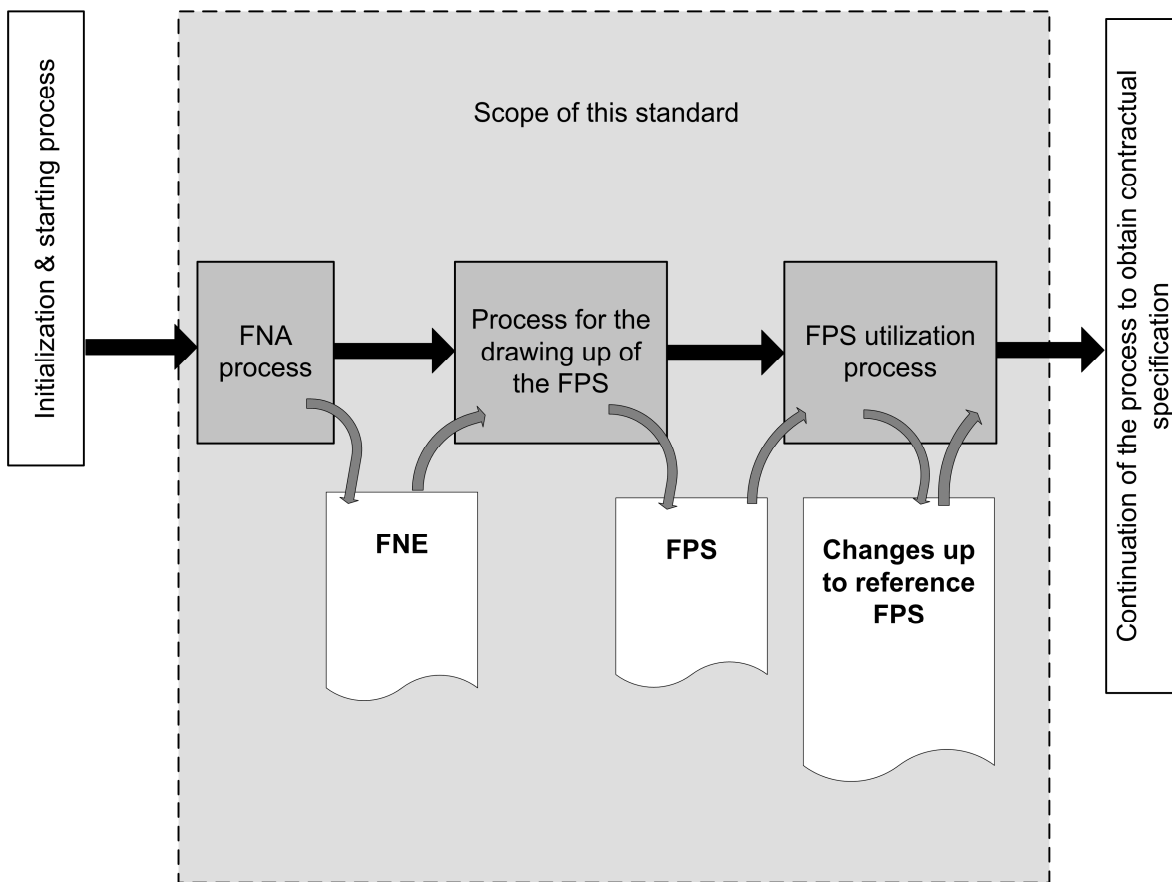 Initialization & starting process
Scope of this standard
FNA
process
Process for the
drawing up of
the FPS
FPS utilization
process
FNE
FPS
Changes up
to reference
FPS
Continuation of the process to obtain contractual
specification